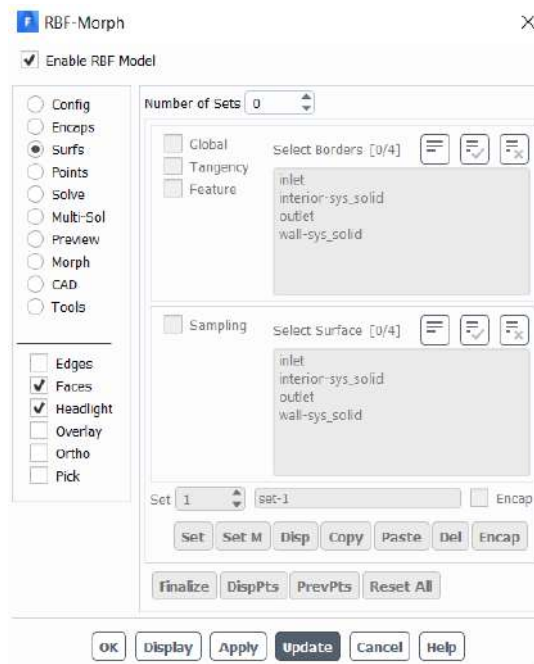 RBF-Morph
Enable RBF Model
Config
Encaps
Surfs
Points
Solve
Multi-Sol
Preview
Morph
CAD
Tools
Edges
Faces
Headlight
Overlay
Ortho
Pick
Number of Sets 0
Global
Tangency
Feature
Select Borders [0/4]
inlet
interior-sys_solid
outlet
wall-sys_solid
Sampling
Select Surface [0/4]
inlet
interior-sys_solid
outlet
wall-sys_solid
Set 1 set-1 Encap
Set Set M Disp Copy Paste Del Encap
Finalize DispPts PrevPts Reset All
OK Display Apply Update Cancel Help